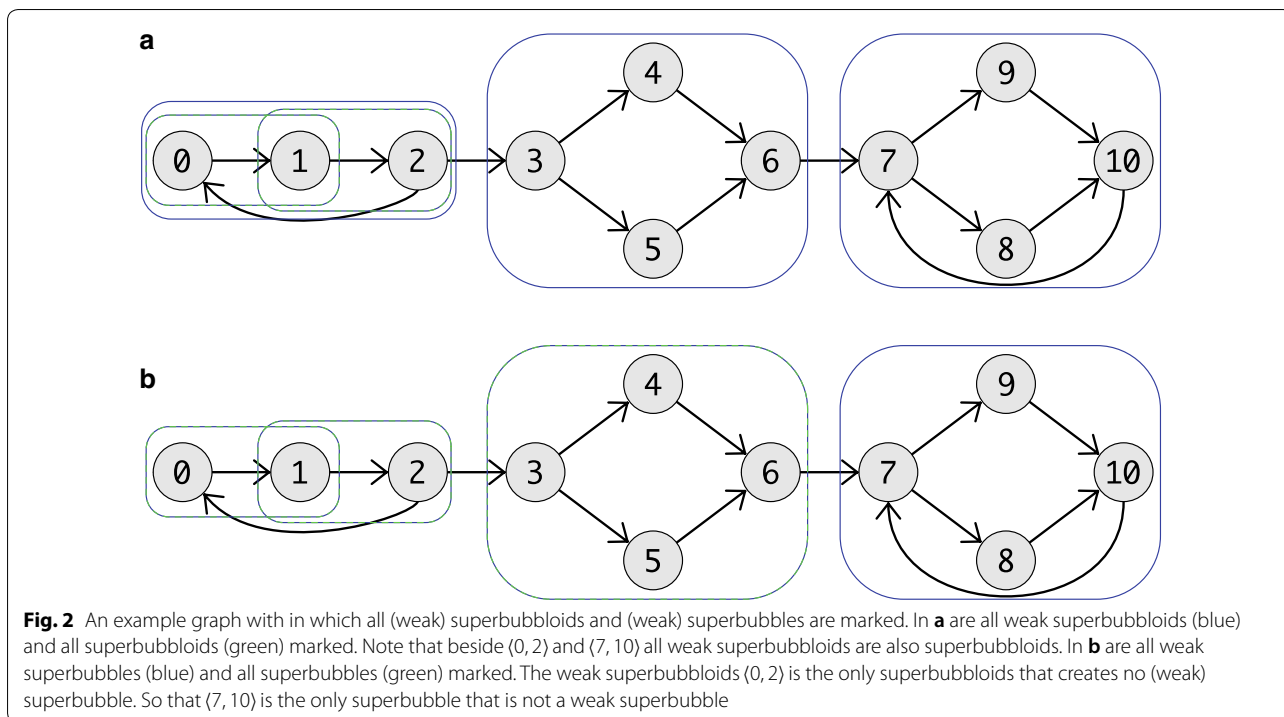 a
4
9
0 1 2 3 6 7 10
5
8
b
4
9
0 1 2 3 6 7 10
5
8
Fig. 2 An example graph with in which all (weak) superbubbloids and (weak) superbubbles are marked. In a are all weak superbubbloids (blue)
and all superbubbloids (green) marked. Note that beside ⟨0, 2⟩ and ⟨7, 10⟩ all weak superbubbloids are also superbubbloids. In b are all weak
superbubbles (blue) and all superbubbles (green) marked. The weak superbubbloids ⟨0, 2⟩ is the only superbubbloids that creates no (weak)
superbubble. So that ⟨7, 10⟩ is the only superbubble that is not a weak superbubble